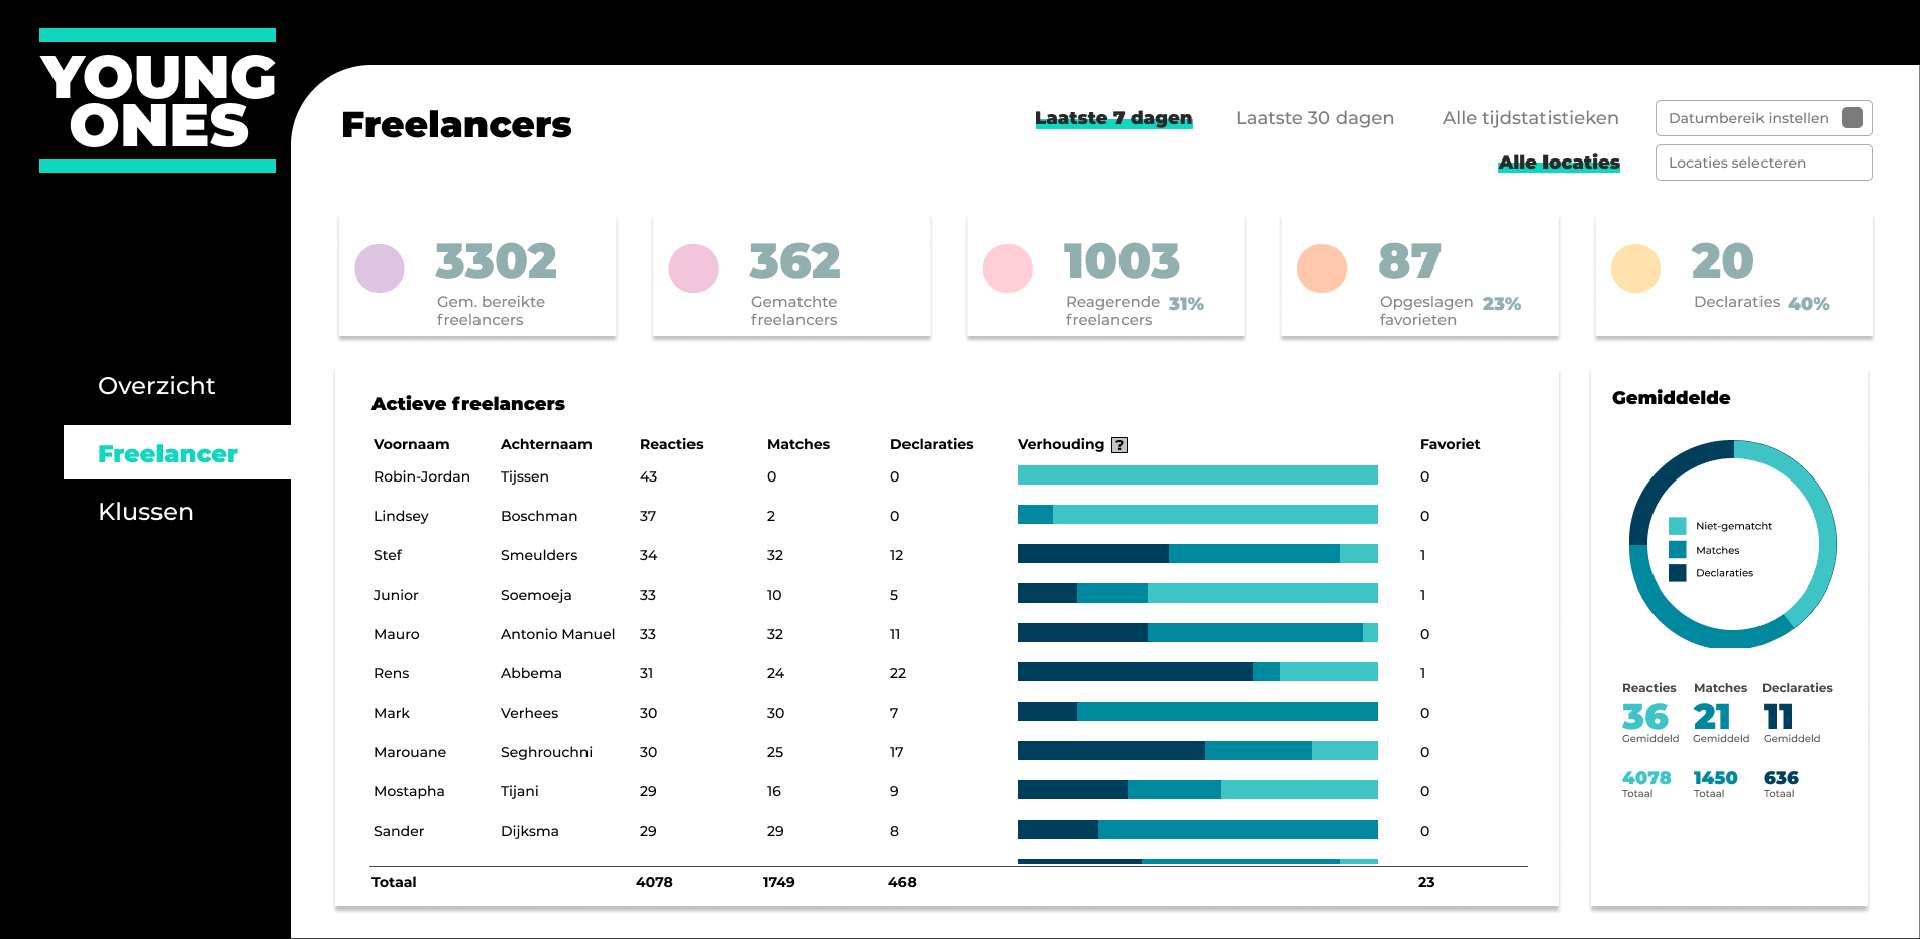 YOUNG
ONES
Overzicht
Freelancer
Klussen
Freelancers
Laatste 7 dagen Laatste 30 dagen Alle tijdstatistieken Datumbereik instellen
Alle locaties Locaties selecteren
3302
Gem. bereikte
freelancers
362
Gematchte
freelancers
1003
Reagerende 31%
freelancers
87
Opgeslagen 23%
favorieten
20
Declaraties 40%
Actieve freelancers
Voornaam Achternaam Reacties Matches Declaraties Verhouding ? Favoriet
Robin-Jordan Tijssen 43 0 0 0
Lindsey Boschman 37 2 0 0
Stef Smeulders 34 32 12 1
Junior Soemoeja 33 10 5 1
Mauro Antonio Manuel 33 32 11 0
Rens Abbema 31 24 22 1
Mark Verhees 30 30 7 0
Marouane Seghrouchni 30 25 17 0
Mostapha Tijani 29 16 9 0
Sander Dijksma 29 29 8 0
Totaal 4078 1749 468 23
Gemiddelde
Niet-gematcht
Matches
Declaraties
Reacties Matches Declaraties
36 21 11
Gemiddeld Gemiddeld Gemiddeld
4078 1450 636
Totaal Totaal Totaal